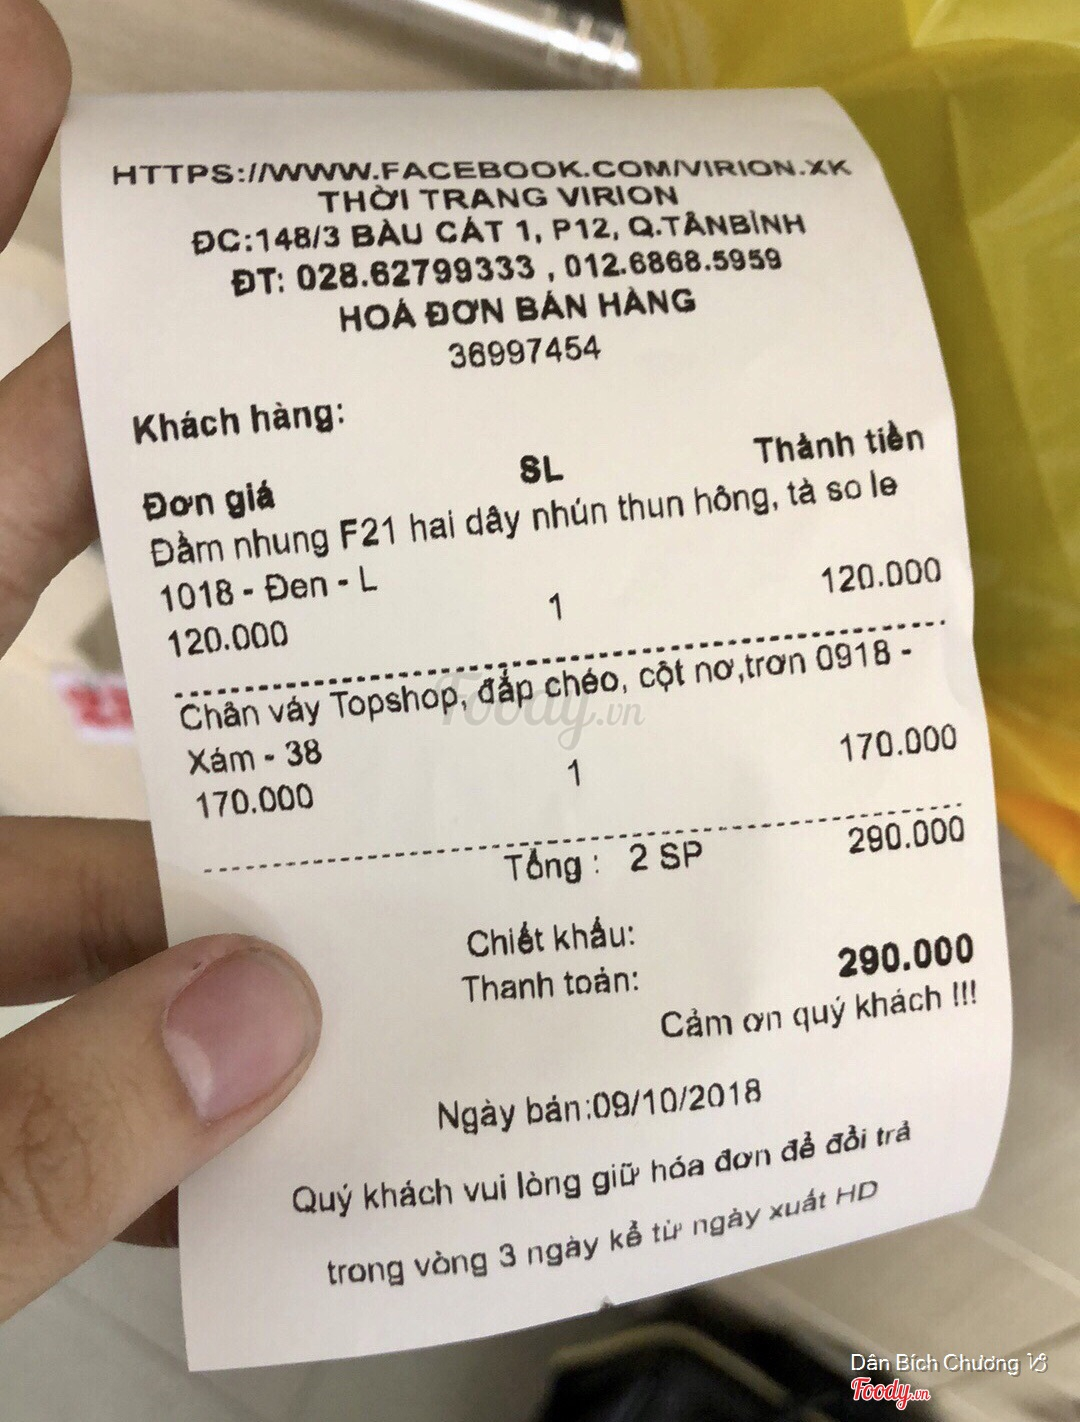 HTTPS://WWW.FACEBOOK.COM/VIRION.XK
THỜI TRANG VIRION
ĐC:148/3 BÀU CÁT 1, P12, Q.TÂNBÌNH
ĐT: 028.62799333 , 012.6868.5959
HOÁ ĐƠN BÁN HÀNG
36997454
Khách hàng:
Đơn giá SL Thành tiền
Đầm nhung F21 hai dây nhún thun hông, tà so le
1018 - Đen - L
120.000 1 120.000
Chân váy Topshop, đắp chéo, cột nơ,trơn 0918 -
Xám - 38
170.000 1 170.000
Tổng : 2 SP 290.000
Chiết khấu:
Thanh toán: 290.000
Cảm ơn quý khách !!!
Ngày bán:09/10/2018
Quý khách vui lòng giữ hóa đơn để đổi trả
trong vòng 3 ngày kể từ ngày xuất HD
Foody.vn
Dân Bích Chương
Foody.vn